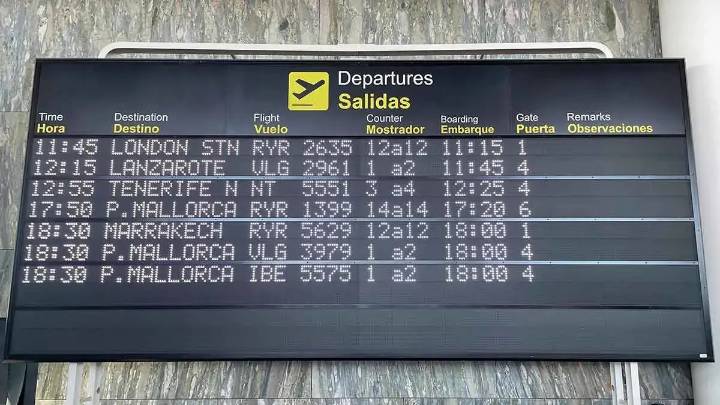 Departures
Salidas
Time Destination Flight Counter Boarding Gate Remarks
Hora Destino Vuelo Mostrador Embarque Puerta Observaciones
11:45 LONDON STN RYR 2635 12a12 11:15 1
12:15 LANZAROTE VLG 2961 1 a2 11:45 4
12:55 TENERIFE N NT 5551 3 a4 12:25 4
17:50 P.MALLORCA RYR 1399 14a14 17:20 6
18:30 MARRAKECH RYR 5629 12a12 18:00 1
18:30 P.MALLORCA VLG 3979 1 a2 18:00 4
18:30 P.MALLORCA IBE 5575 1 a2 18:00 4